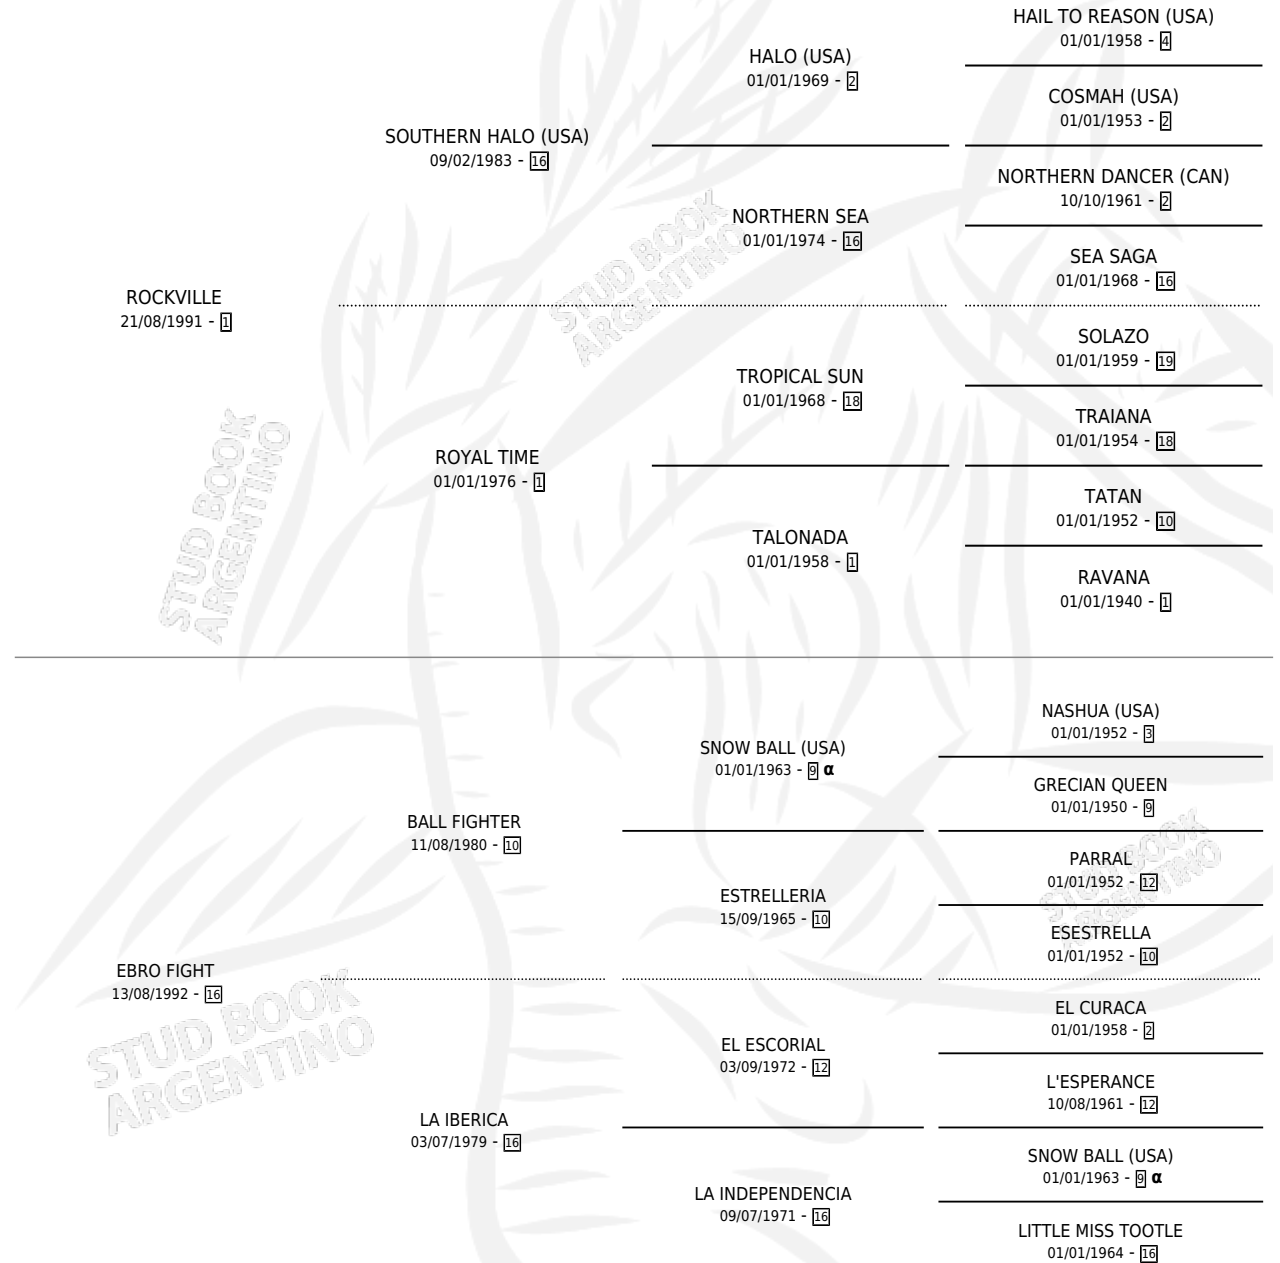 HAIL TO REASON (USA)
01/01/1958 - 4
HALO (USA)
01/01/1969 - 2
COSMAH (USA)
01/01/1953 - 2
SOUTHERN HALO (USA)
09/02/1983 - 16
NORTHERN DANCER (CAN)
10/10/1961 - 2
NORTHERN SEA
01/01/1974 - 16
SEA SAGA
01/01/1968 - 16
ROCKVILLE
21/08/1991 - 1
SOLAZO
01/01/1959 - 19
TROPICAL SUN
01/01/1968 - 18
TRAIANA
01/01/1954 - 18
ROYAL TIME
01/01/1976 - 1
TATAN
01/01/1952 - 10
TALONADA
01/01/1958 - 1
RAVANA
01/01/1940 - 1
NASHUA (USA)
01/01/1952 - 3
SNOW BALL (USA)
01/01/1963 - 9 α
GRECIAN QUEEN
01/01/1950 - 9
BALL FIGHTER
11/08/1980 - 10
PARRAL
01/01/1952 - 12
ESTRELLERIA
15/09/1965 - 10
ESESTRELLA
01/01/1952 - 10
EBRO FIGHT
13/08/1992 - 16
EL CURACA
01/01/1958 - 2
EL ESCORIAL
03/09/1972 - 12
L'ESPERANCE
10/08/1961 - 12
LA IBERICA
03/07/1979 - 16
SNOW BALL (USA)
01/01/1963 - 9 α
LA INDEPENDENCIA
09/07/1971 - 16
LITTLE MISS TOOTLE
01/01/1964 - 16
STUD BOOK
ARGENTINO
STUD BOOK
ARGENTINO
STUD BOOK
ARGENTINO
STUD BOOK
ARGENTINO